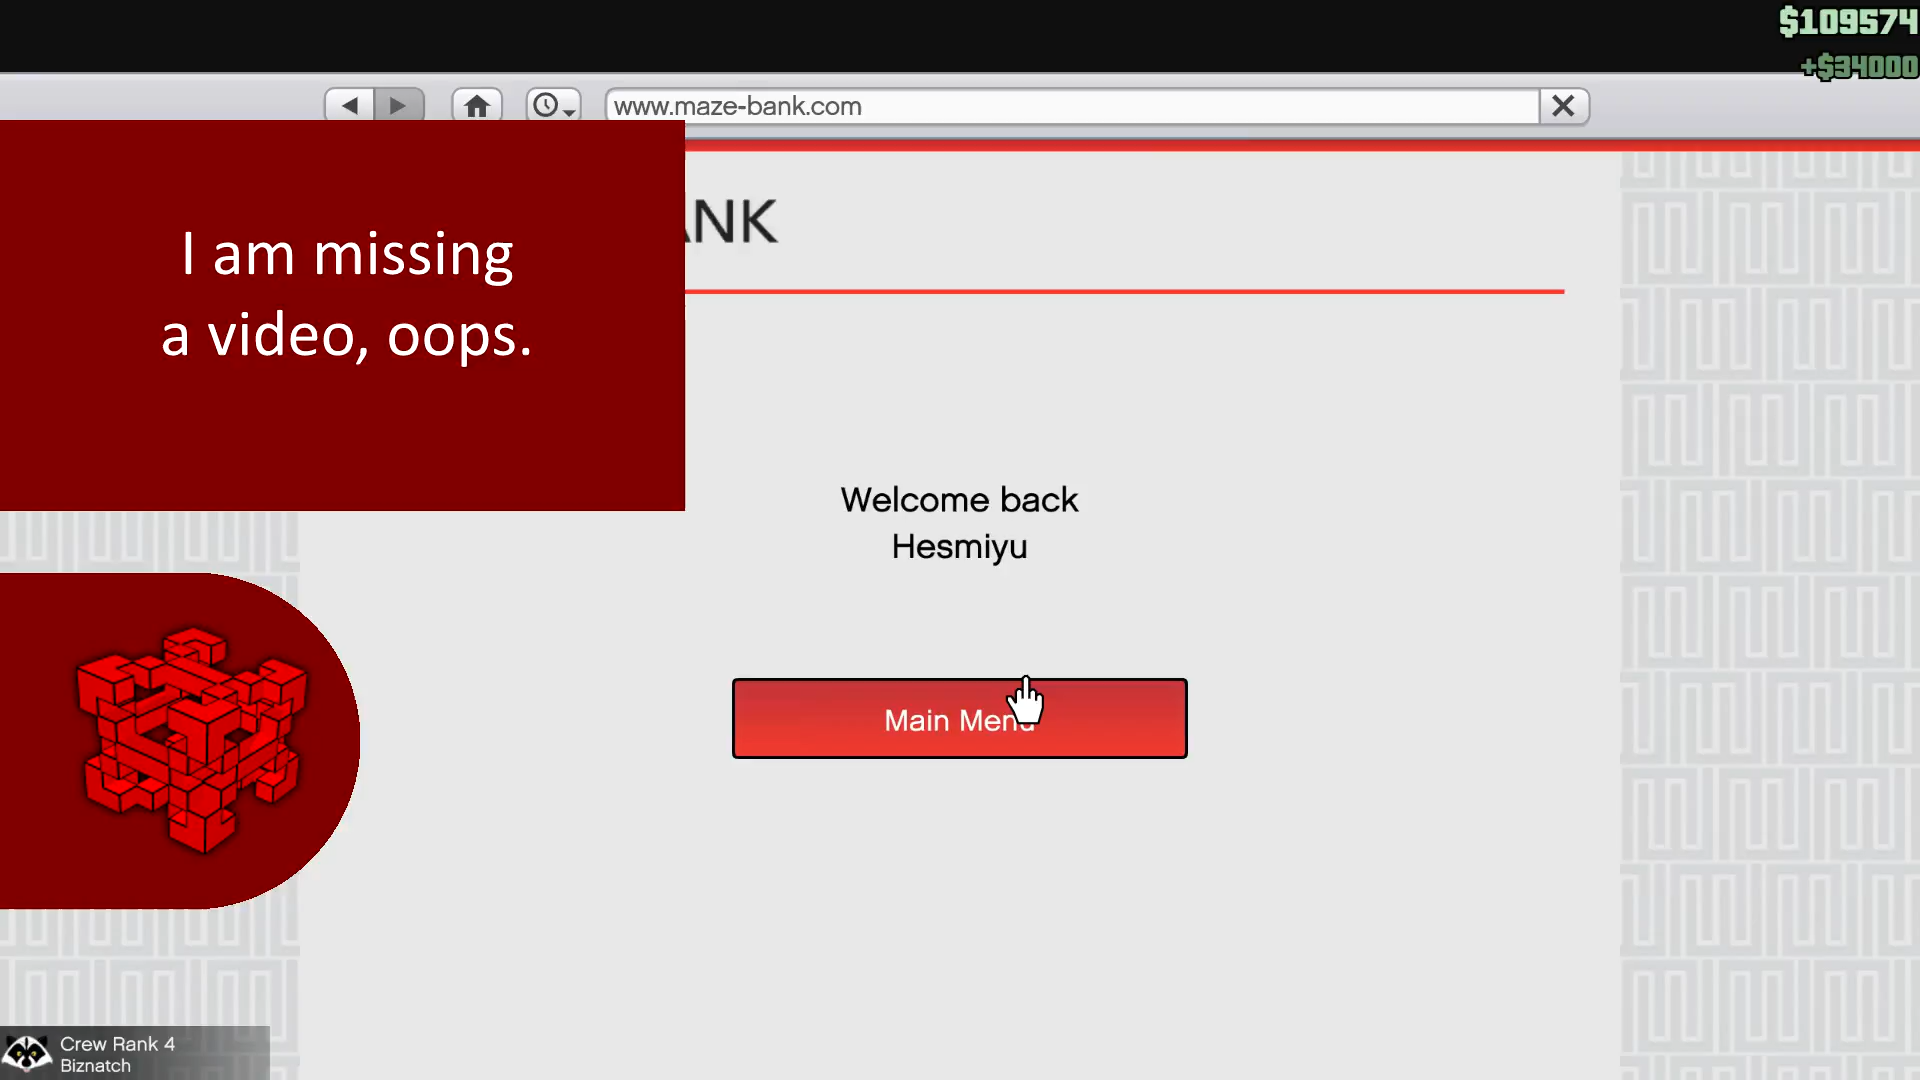 $109574
+$34000
www.maze-bank.com
I am missing
a video, oops.
ANK
Welcome back
Hesmiyu
Main Menu
Crew Rank 4
Biznatch